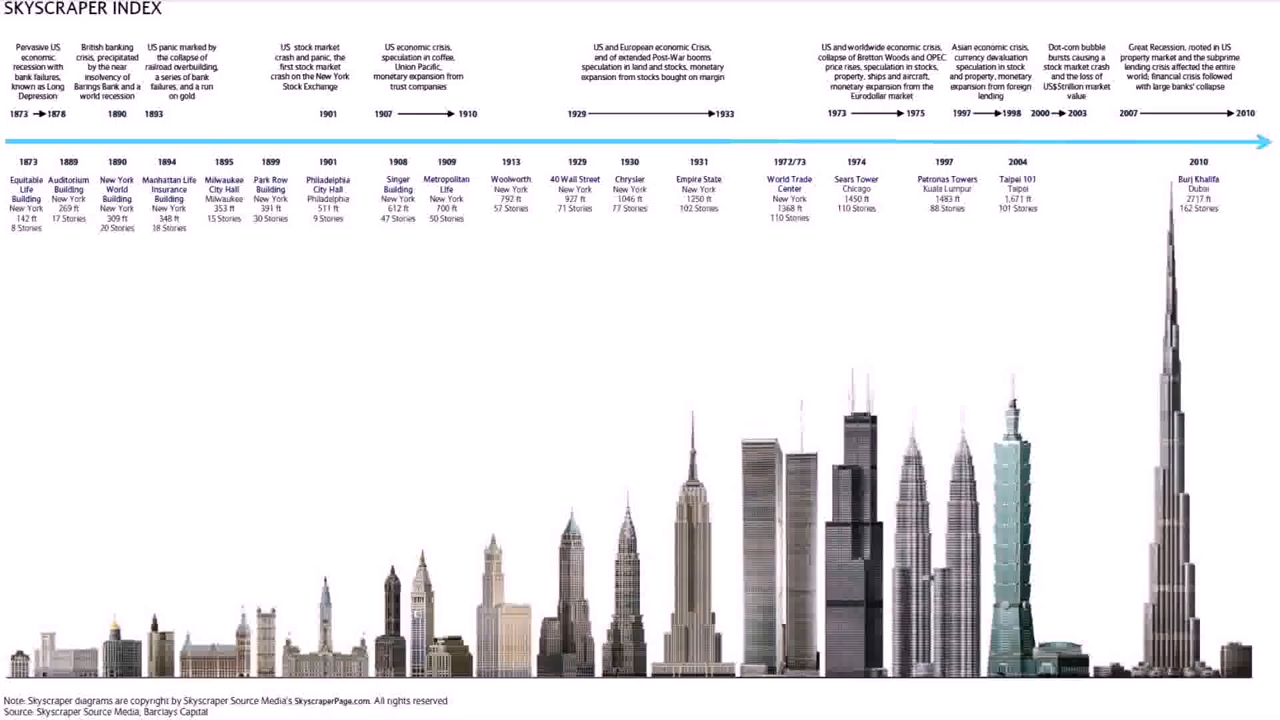 SKYSCRAPER INDEX
Pervasive US
economic
recession with
bank failures,
known as Long
Depression
1873 → 1878
British banking
crisis, precipitated
by the near
insolvency of
Barings Bank and a
world recession
1890
US panic marked by
the collapse of
railroad overbuilding,
a series of bank
failures, and a run
on gold
1893
US stock market
crash and panic, the
first stock market
crash on the New York
Stock Exchange
1901
US economic crisis,
speculation in coffee,
Union Pacific,
monetary expansion from
trust companies
1907 → 1910
US and European economic Crisis,
end of extended Post-War booms
speculation in land and stocks, monetary
expansion from stocks bought on margin
1929 → 1933
US and worldwide economic crisis,
collapse of Bretton Woods and OPEC
price rises, speculation in stocks,
property, ships and aircraft,
monetary expansion from the
Eurodollar market
1973 → 1975
Asian economic crisis,
currency devaluation
speculation in stock
and property, monetary
expansion from foreign
lending
1997 → 1998
Dot-com bubble
bursts causing a
stock market crash
and the loss of
US$5trillion market
value
2000 → 2003
Great Recession, rooted in US
property market and the subprime
lending crisis affected the entire
world; financial crisis followed
with large banks' collapse
2007 → 2010
1873
Equitable
Life
Building
New York
142 ft
8 Stories
1889
Auditorium
Building
New York
269 ft
17 Stories
1890
New York
World
Building
New York
309 ft
20 Stories
1894
Manhattan Life
Insurance
Building
New York
348 ft
18 Stories
1895
Milwaukee
City Hall
Milwaukee
353 ft
15 Stories
1899
Park Row
Building
New York
391 ft
30 Stories
1901
Philadelphia
City Hall
Philadelphia
511 ft
9 Stories
1908
Singer
Building
New York
612 ft
47 Stories
1909
Metropolitan
Life
New York
700 ft
50 Stories
1913
Woolworth
New York
792 ft
57 Stories
1929
40 Wall Street
New York
927 ft
71 Stories
1930
Chrysler
New York
1046 ft
77 Stories
1931
Empire State
New York
1250 ft
102 Stories
1972/73
World Trade
Center
New York
1368 ft
110 Stories
1974
Sears Tower
Chicago
1450 ft
110 Stories
1997
Petronas Towers
Kuala Lumpur
1483 ft
88 Stories
2004
Taipei 101
Taipei
1,671 ft
101 Stories
2010
Burj Khalifa
Dubai
2717 ft
162 Stories
Note: Skyscraper diagrams are copyright by Skyscraper Source Media's SkyscraperPage.com. All rights reserved
Source: Skyscraper Source Media, Barclays Capital